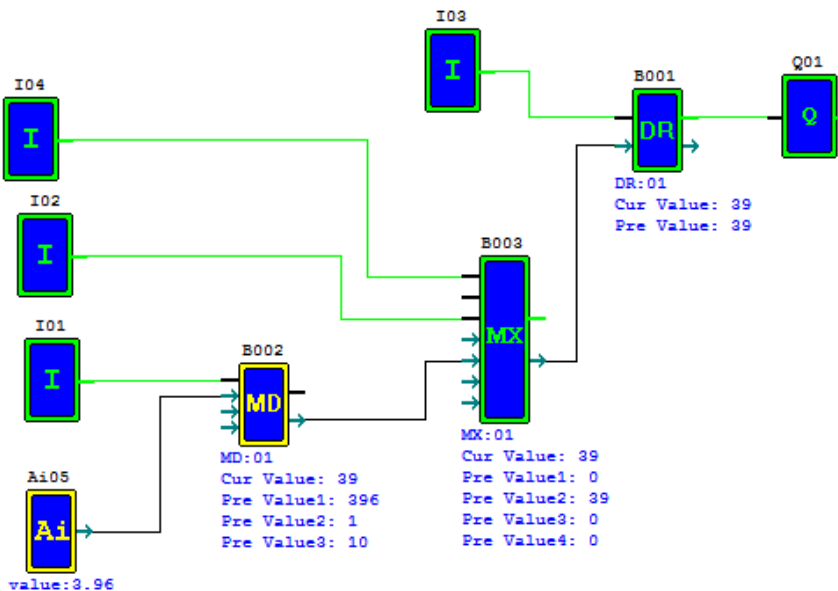 I03
I
I04
I
B001
DR
DR:01
Cur Value: 39
Pre Value: 39
Q01
Q
I02
I
B003
MX
MX:01
Cur Value: 39
Pre Value1: 0
Pre Value2: 39
Pre Value3: 0
Pre Value4: 0
I01
I
B002
MD
MD:01
Cur Value: 39
Pre Value1: 396
Pre Value2: 1
Pre Value3: 10
Ai05
Ai
value:3.96